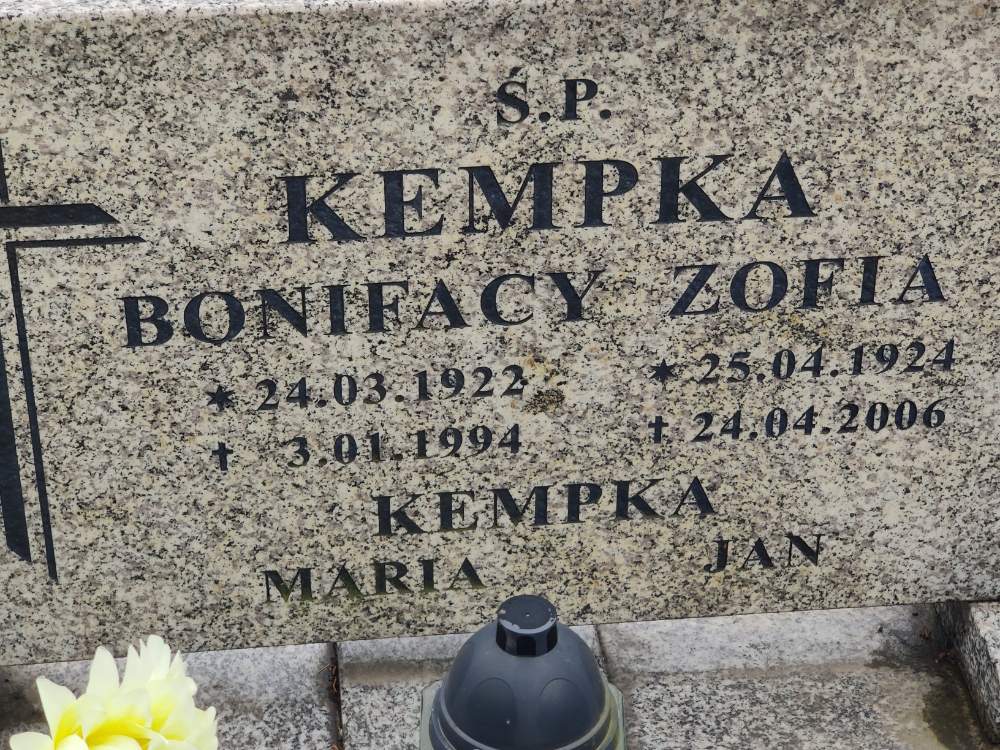 Ś.P.
KEMPKA
BONIFACY ZOFIA
* 24.03.1922 * 25.04.1924
† 3.01.1994 † 24.04.2006
KEMPKA
MARIA JAN